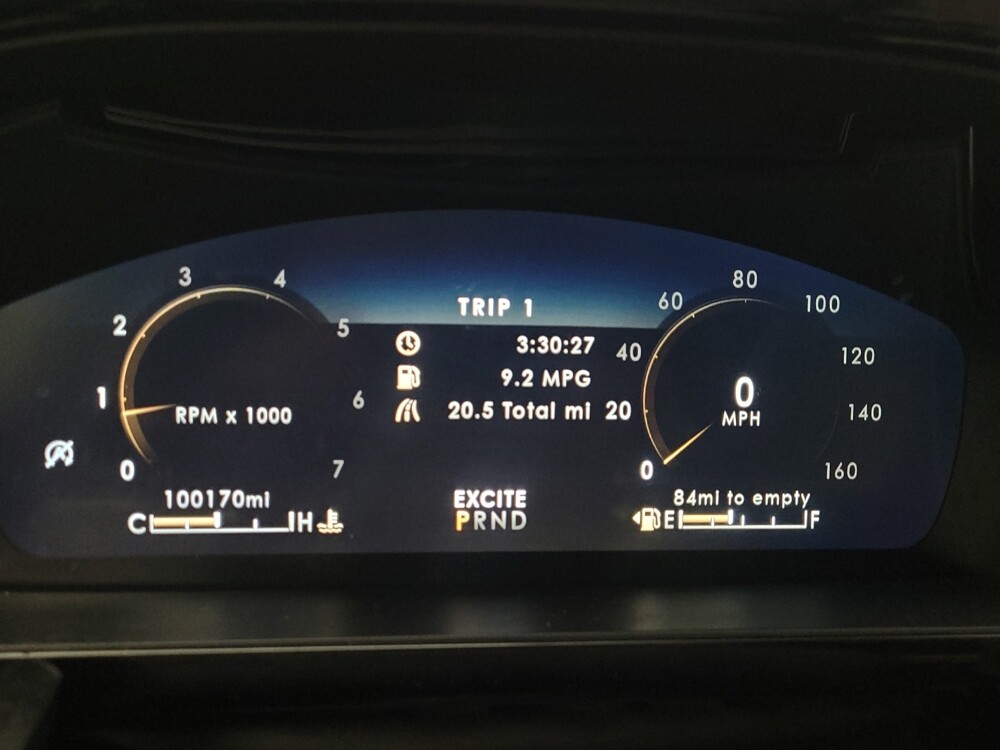 TRIP 1
3:30:27
9.2 MPG
20.5 Total mi
0
1
2
3
4
5
6
7
RPM x 1000
0
20
40
60
80
100
120
140
160
0
MPH
100170mi
C H
EXCITE
PRND
84mi to empty
E F